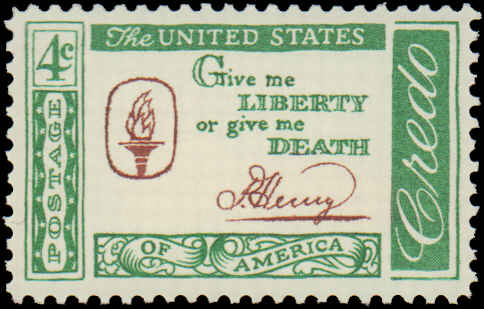 4c
The UNITED STATES
Give me
LIBERTY
or give me
DEATH
P. Henry
POSTAGE
OF AMERICA
Credo